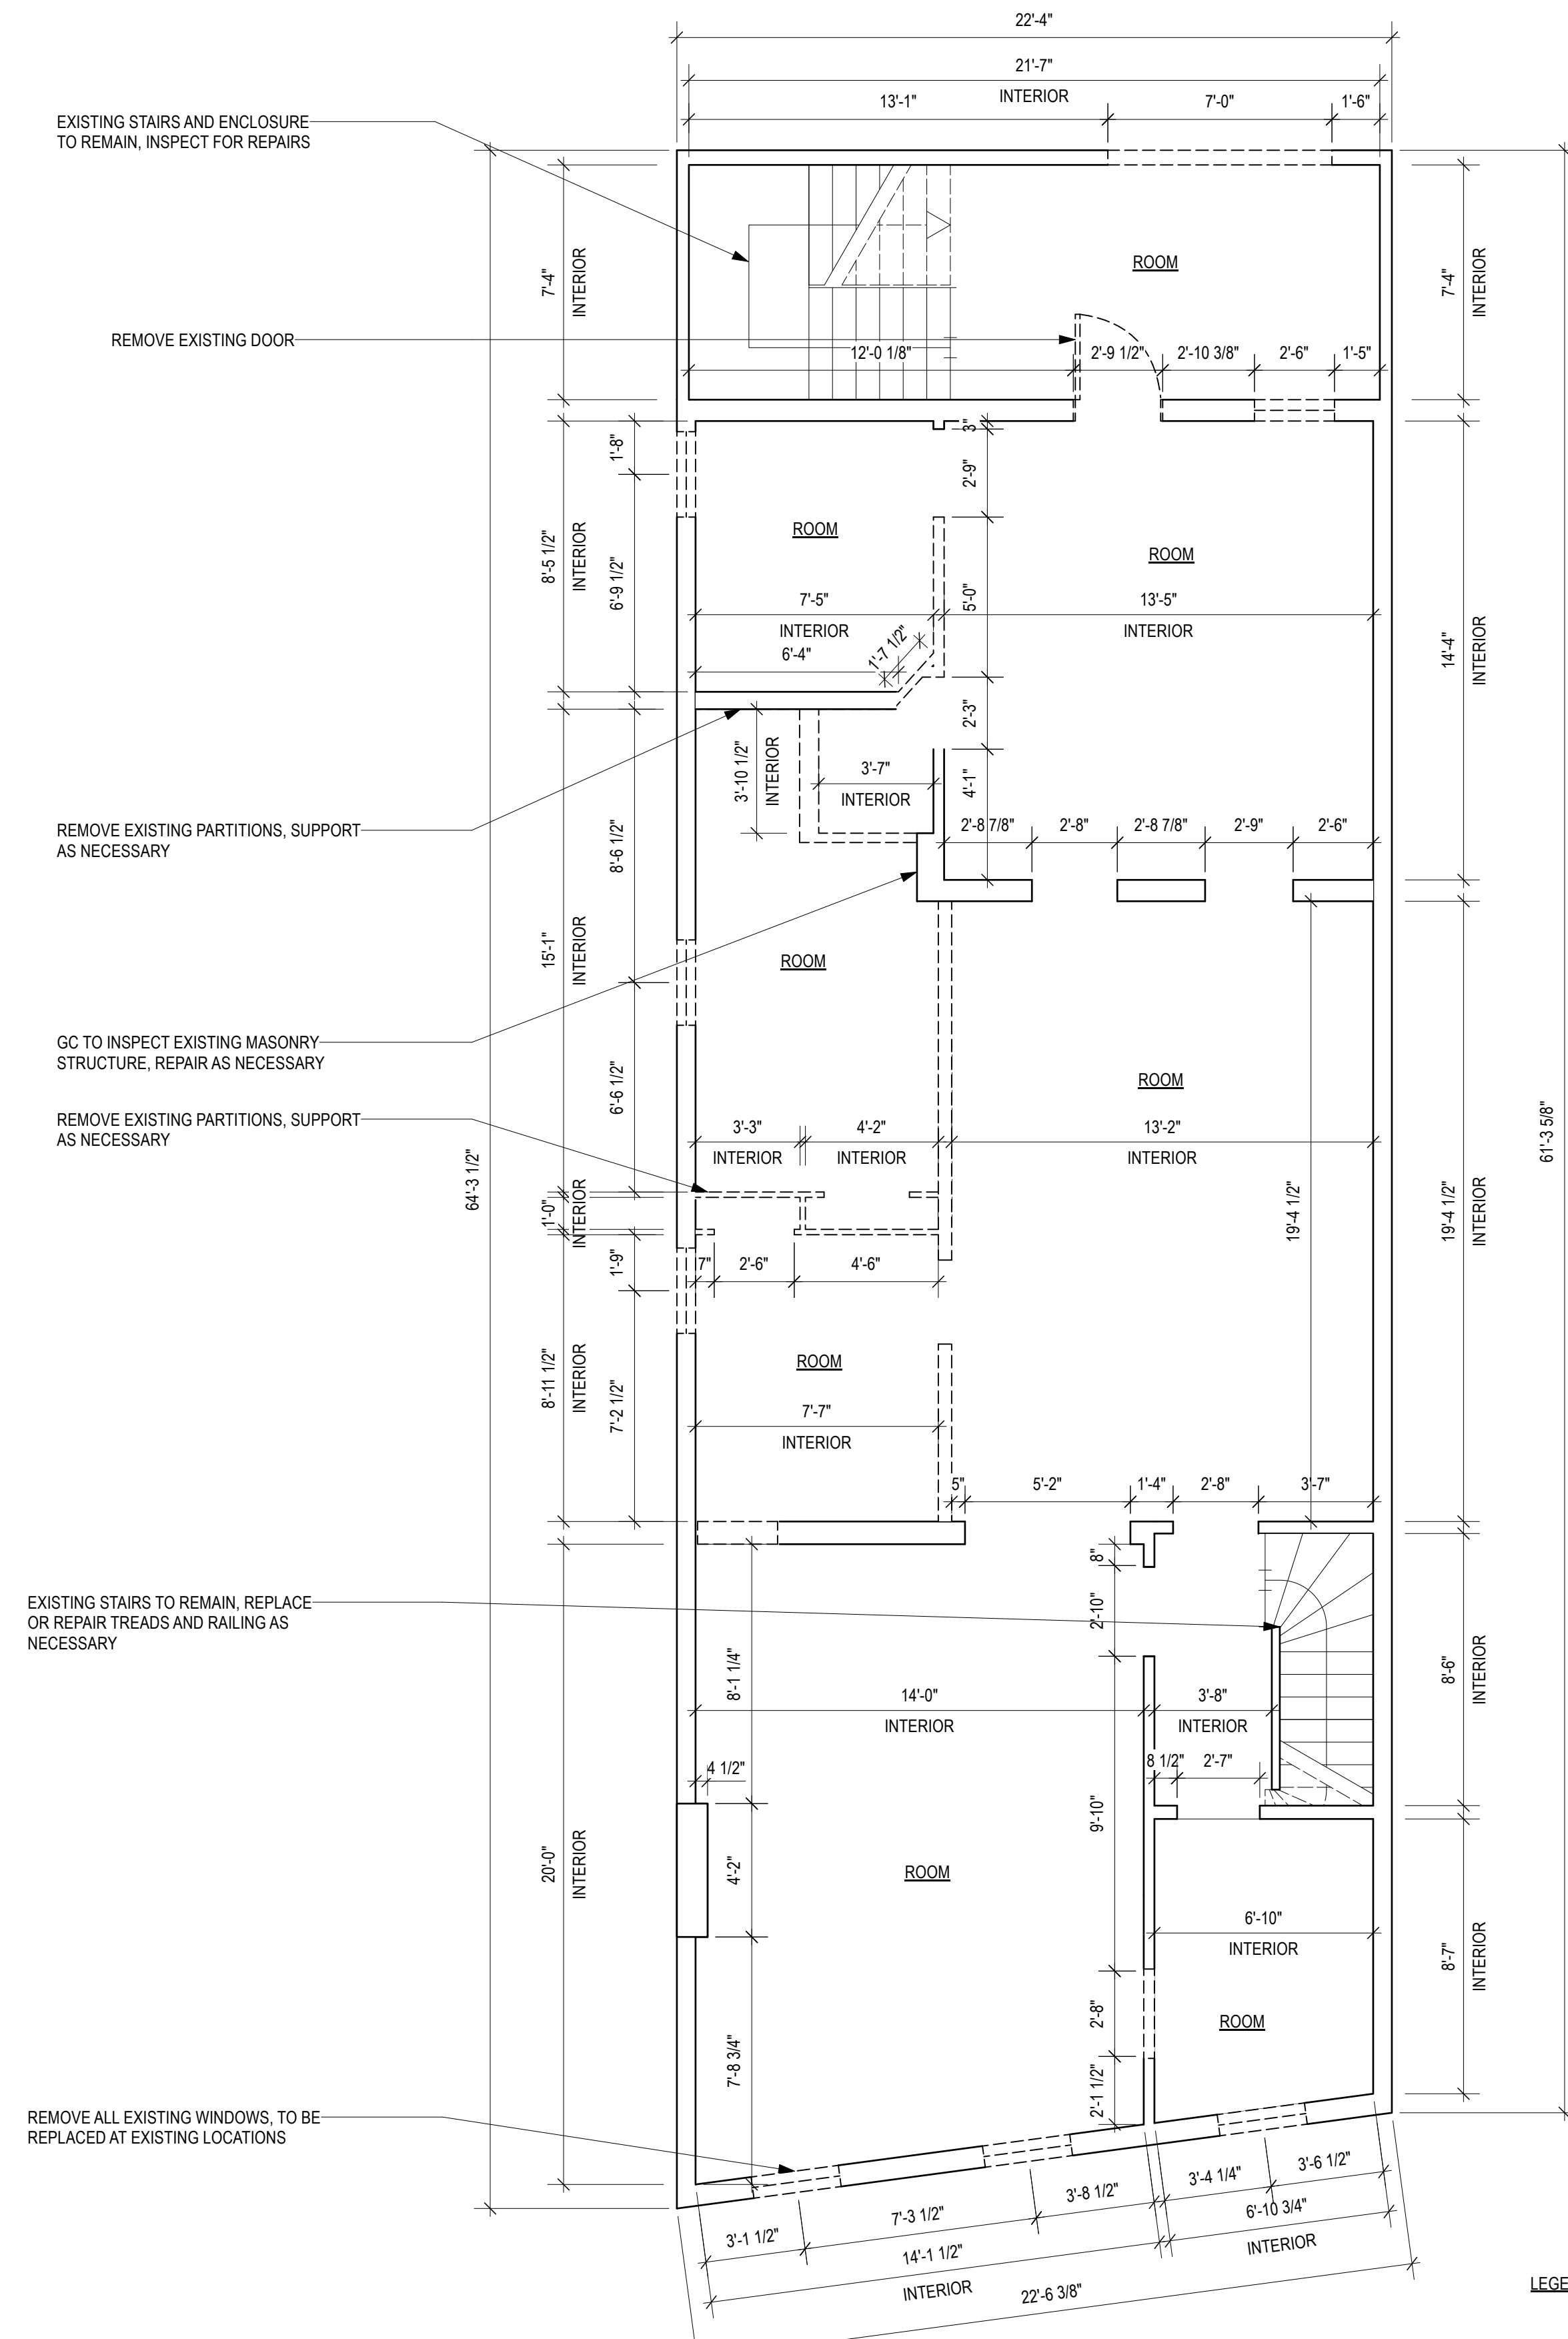 22'-4"
21'-7"
INTERIOR
13'-1"
7'-0"
1'-6"
EXISTING STAIRS AND ENCLOSURE
TO REMAIN, INSPECT FOR REPAIRS
7'-4"
INTERIOR
ROOM
7'-4"
INTERIOR
REMOVE EXISTING DOOR
12'-0 1/8"
2'-9 1/2"
2'-10 3/8"
2'-6"
1'-5"
1'-8"
3"
2'-9"
8'-5 1/2"
INTERIOR
6'-9 1/2"
ROOM
ROOM
7'-5"
INTERIOR
5'-0"
13'-5"
INTERIOR
6'-4"
1'-7 1/2"
14'-4"
INTERIOR
2'-3"
3'-10 1/2"
INTERIOR
3'-7"
INTERIOR
4'-1"
REMOVE EXISTING PARTITIONS, SUPPORT
AS NECESSARY
8'-6 1/2"
2'-8 7/8"
2'-8"
2'-8 7/8"
2'-9"
2'-6"
15'-1"
INTERIOR
ROOM
GC TO INSPECT EXISTING MASONRY
STRUCTURE, REPAIR AS NECESSARY
6'-6 1/2"
ROOM
REMOVE EXISTING PARTITIONS, SUPPORT
AS NECESSARY
3'-3"
INTERIOR
4'-2"
INTERIOR
13'-2"
INTERIOR
61'-3 5/8"
64'-3 1/2"
1'-0"
INTERIOR
19'-4 1/2"
19'-4 1/2"
INTERIOR
1'-9"
7"
2'-6"
4'-6"
8'-11 1/2"
INTERIOR
7'-2 1/2"
ROOM
7'-7"
INTERIOR
5"
5'-2"
1'-4"
2'-8"
3'-7"
8"
EXISTING STAIRS TO REMAIN, REPLACE
OR REPAIR TREADS AND RAILING AS
NECESSARY
2'-10"
8'-1 1/4"
14'-0"
INTERIOR
3'-8"
INTERIOR
8'-6"
INTERIOR
4 1/2"
8 1/2"
2'-7"
9'-10"
20'-0"
INTERIOR
4'-2"
ROOM
6'-10"
INTERIOR
8'-7"
INTERIOR
2'-8"
ROOM
7'-8 3/4"
2'-1 1/2"
REMOVE ALL EXISTING WINDOWS, TO BE
REPLACED AT EXISTING LOCATIONS
3'-1 1/2"
7'-3 1/2"
3'-8 1/2"
3'-4 1/4"
3'-6 1/2"
14'-1 1/2"
INTERIOR
6'-10 3/4"
INTERIOR
22'-6 3/8"
LEGE